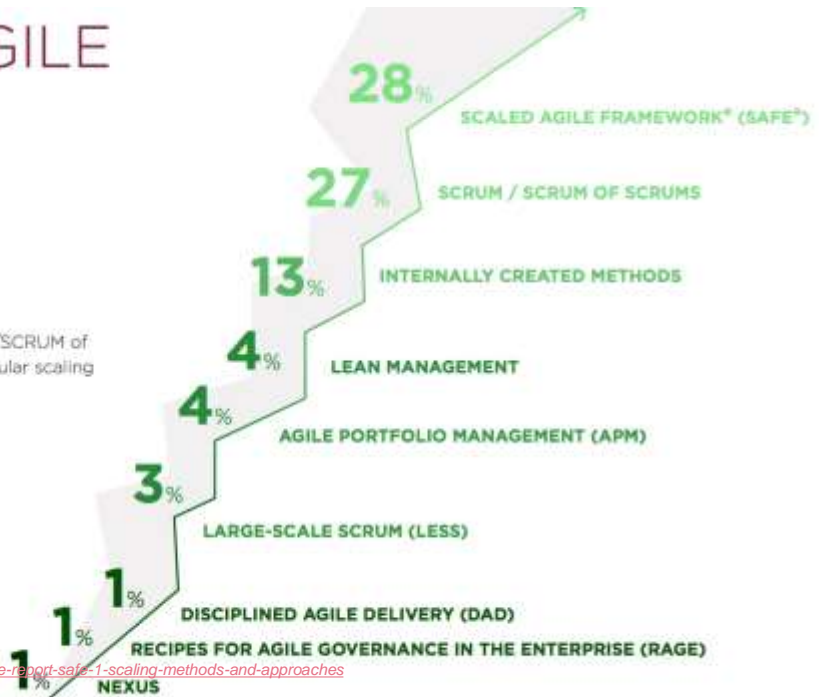 GILE
28%
SCALED AGILE FRAMEWORK® (SAFE®)
27%
SCRUM / SCRUM OF SCRUMS
13%
INTERNALLY CREATED METHODS
/SCRUM of
ular scaling
4%
LEAN MANAGEMENT
4%
AGILE PORTFOLIO MANAGEMENT (APM)
3%
LARGE-SCALE SCRUM (LESS)
1%
DISCIPLINED AGILE DELIVERY (DAD)
1%
RECIPES FOR AGILE GOVERNANCE IN THE ENTERPRISE (RAGE)
e-report-safe-1-scaling-methods-and-approaches
1%
NEXUS